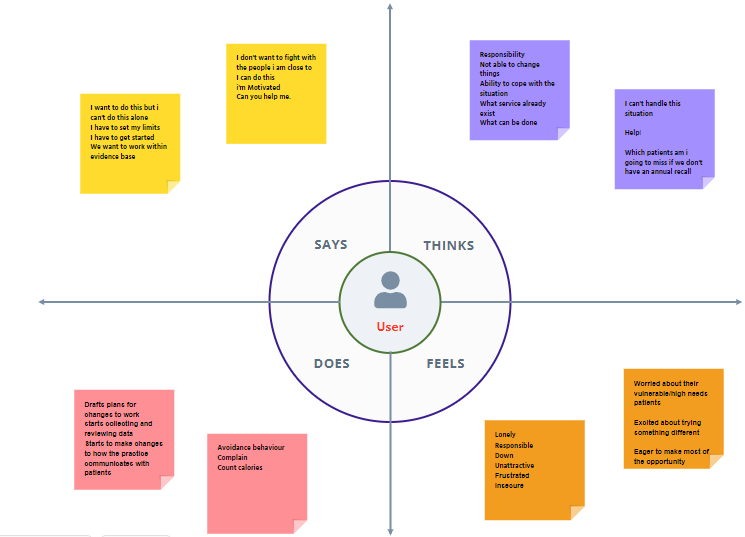 I don't want to fight with
the people i am close to
I can do this
i'm Motivated
Can you help me.
I want to do this but i
can't do this alone
I have to set my limits
I have to get started
We want to work within
evidence base
Responsibility
Not able to change
things
Ability to cope with the
situation
What service already
exist
What can be done
I can't handle this
situation
Help!
Which patients am i
going to miss if we don't
have an annual recall
SAYS
THINKS
User
DOES
FEELS
Drafts plans for
changes to work
starts collecting and
reviewing data
Starts to make changes
to how the practice
communicates with
patients
Avoidance behaviour
Complain
Count calories
Lonely
Responsible
Down
Unattractive
Frustrated
Insecure
Worried about their
vulnerable/high needs
patients
Excited about trying
something different
Eager to make most of
the opportunity